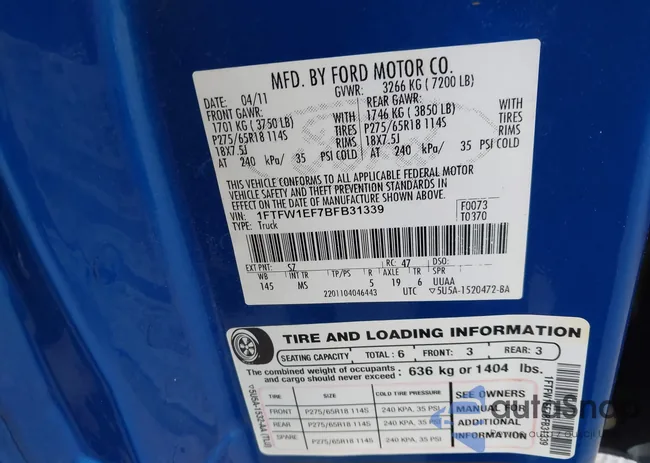 MFD. BY FORD MOTOR CO.
DATE: 04/11 GVWR: 3266 KG (7200 LB)
FRONT GAWR: REAR GAWR:
1701 KG (3750 LB) WITH 1746 KG (3850 LB) WITH
P275/65R18 114S TIRES P275/65R18 114S TIRES
18X7.5J RIMS 18X7.5J RIMS
AT 240 kPa/ 35 PSI COLD AT 240 kPa/ 35 PSI COLD
THIS VEHICLE CONFORMS TO ALL APPLICABLE FEDERAL MOTOR
VEHICLE SAFETY AND THEFT PREVENTION STANDARDS IN
EFFECT ON THE DATE OF MANUFACTURE SHOWN ABOVE.
VIN: 1FTFW1EF7BFB31339 F0073
TYPE: Truck T0370
EXT PNT: S7 RC: 47 DSO:
WB INT TR TP/PS R AXLE TR SPR
145 MS 5 19 6 UUAA
2201104046443 UTC ▽5U5A-1520472-BA
TIRE AND LOADING INFORMATION
SEATING CAPACITY TOTAL: 6 FRONT: 3 REAR: 3
The combined weight of occupants
and cargo should never exceed: 636 kg or 1404 lbs.
TIRE SIZE COLD TIRE PRESSURE SEE OWNERS
FRONT P275/65R18 114S 240 KPA, 35 PSI MANUAL FOR
REAR P275/65R18 114S 240 KPA, 35 PSI ADDITIONAL
SPARE P275/65R18 114S 240 KPA, 35 PSI INFORMATION
autoSnap